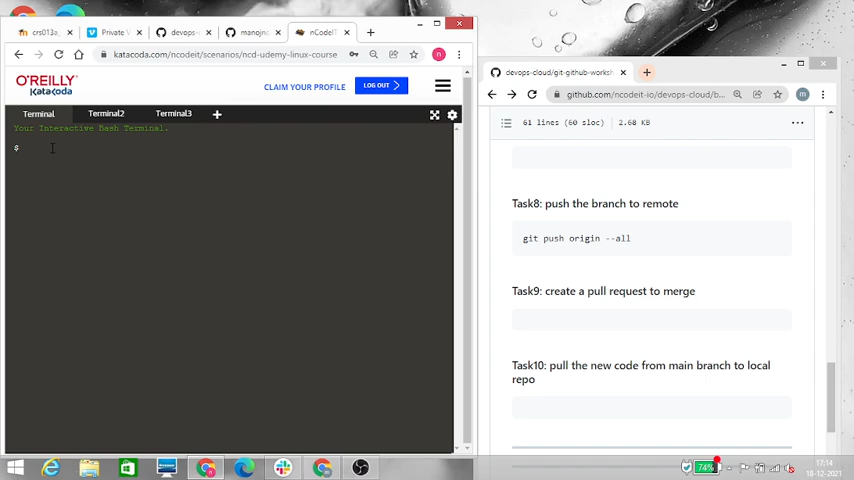 crs013a
Private V
devops-
manojnc
nCodeIT
katacoda.com/ncodeit/scenarios/ncd-udemy-linux-course
n
O'REILLY
Katacoda
CLAIM YOUR PROFILE
LOG OUT
Terminal
Terminal2
Terminal3
Your Interactive Bash Terminal.
$
devops-cloud/git-github-worksh
github.com/ncodeit-io/devops-cloud/b...
m
61 lines (60 sloc)
2.68 KB
Task8: push the branch to remote
git push origin --all
Task9: create a pull request to merge
Task10: pull the new code from main branch to local
repo
74%
17:14
18-12-2021